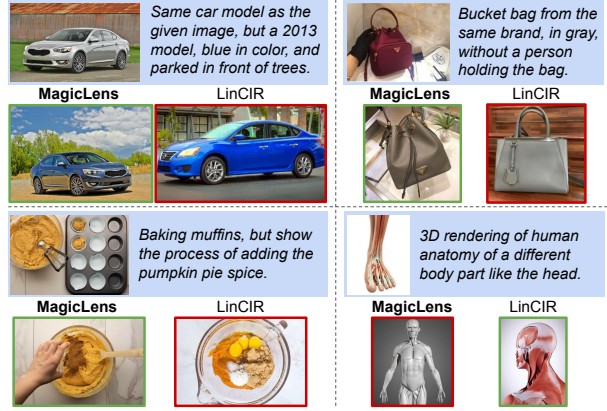 Same car model as the
given image, but a 2013
model, blue in color, and
parked in front of trees.
MagicLens LinCIR
Bucket bag from the
same brand, in gray,
without a person
holding the bag.
MagicLens LinCIR
Baking muffins, but show
the process of adding the
pumpkin pie spice.
MagicLens LinCIR
3D rendering of human
anatomy of a different
body part like the head.
MagicLens LinCIR